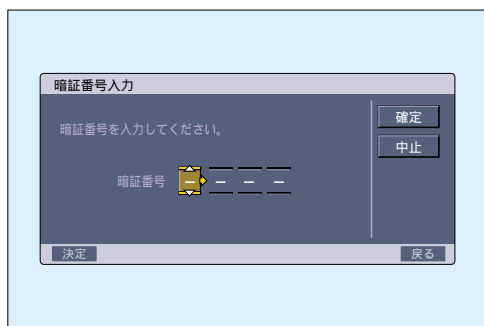 暗証番号入力
暗証番号を入力してください。
確定
中止
暗証番号 – – – –
決定
戻る